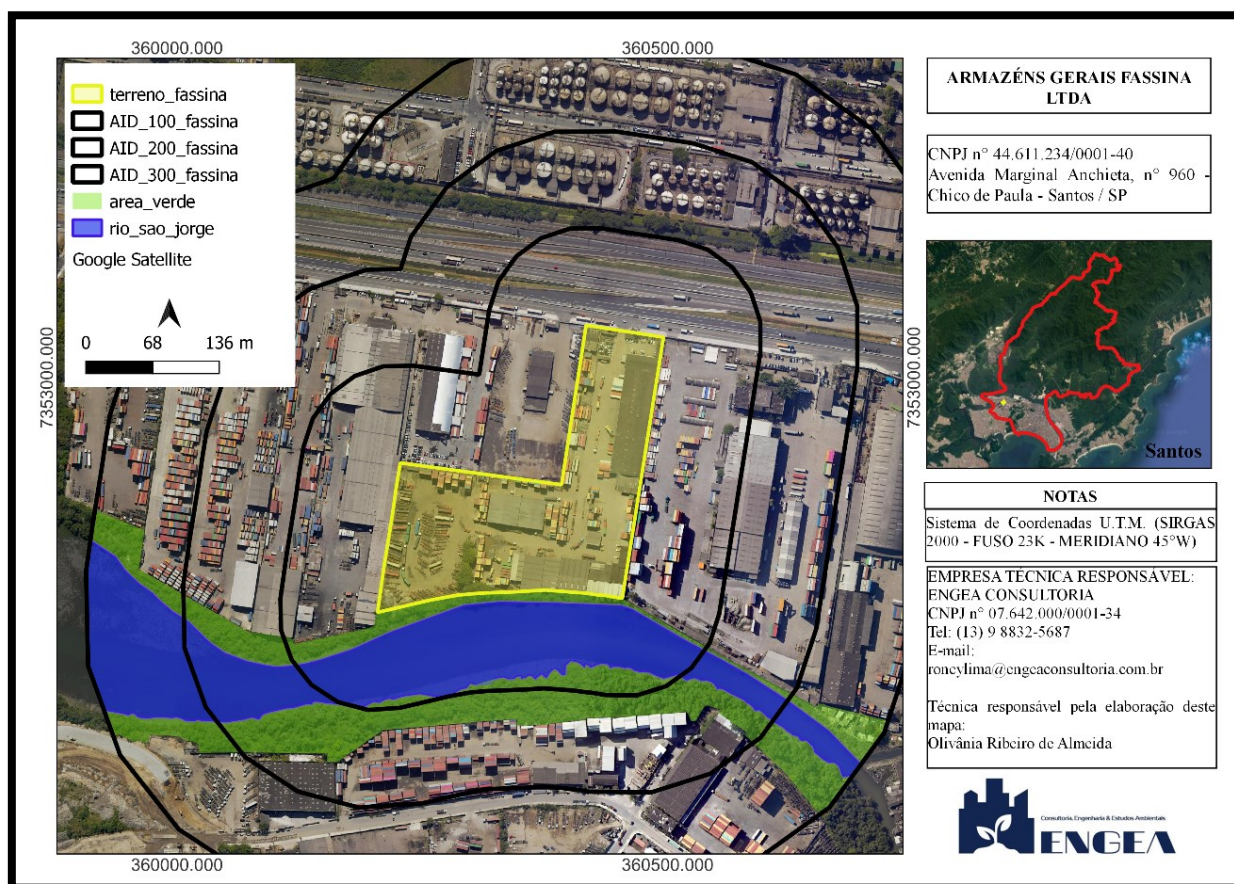 360000.000
360500.000
terreno_fassina
AID_100_fassina
AID_200_fassina
AID_300_fassina
area_verde
rio_sao_jorge
Google Satellite
0 68 136 m
7353000.000
7353000.000
360000.000
360500.000
ARMAZÉNS GERAIS FASSINA
LTDA
CNPJ n° 44.611.234/0001-40
Avenida Marginal Anchieta, n° 960 -
Chico de Paula - Santos / SP
Santos
NOTAS
Sistema de Coordenadas U.T.M. (SIRGAS
2000 - FUSO 23K - MERIDIANO 45°W)
EMPRESA TÉCNICA RESPONSÁVEL:
ENGEA CONSULTORIA
CNPJ n° 07.642.000/0001-34
Tel: (13) 9 8832-5687
E-mail:
roncylima@engeaconsultoria.com.br
Técnica responsável pela elaboração deste
mapa:
Olivânia Ribeiro de Almeida
Consultoria, Engenharia & Estudos Ambientais
ENGEA